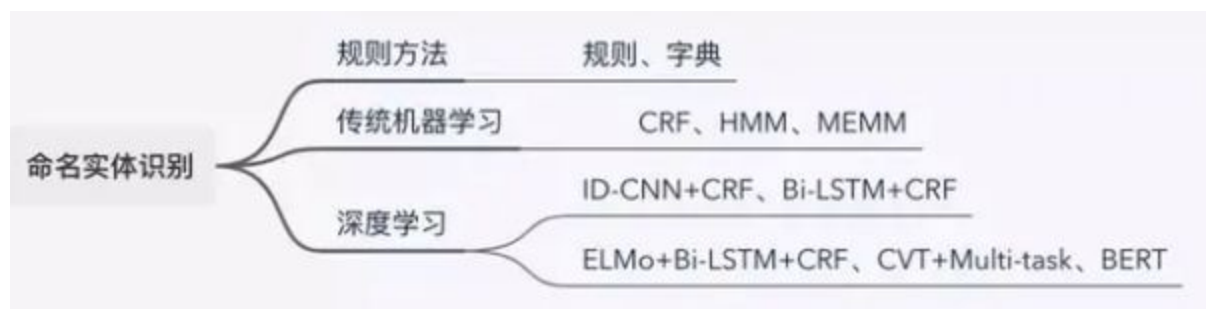 命名实体识别
规则方法
规则、字典
传统机器学习
CRF、HMM、MEMM
深度学习
ID-CNN+CRF、Bi-LSTM+CRF
ELMo+Bi-LSTM+CRF、CVT+Multi-task、BERT